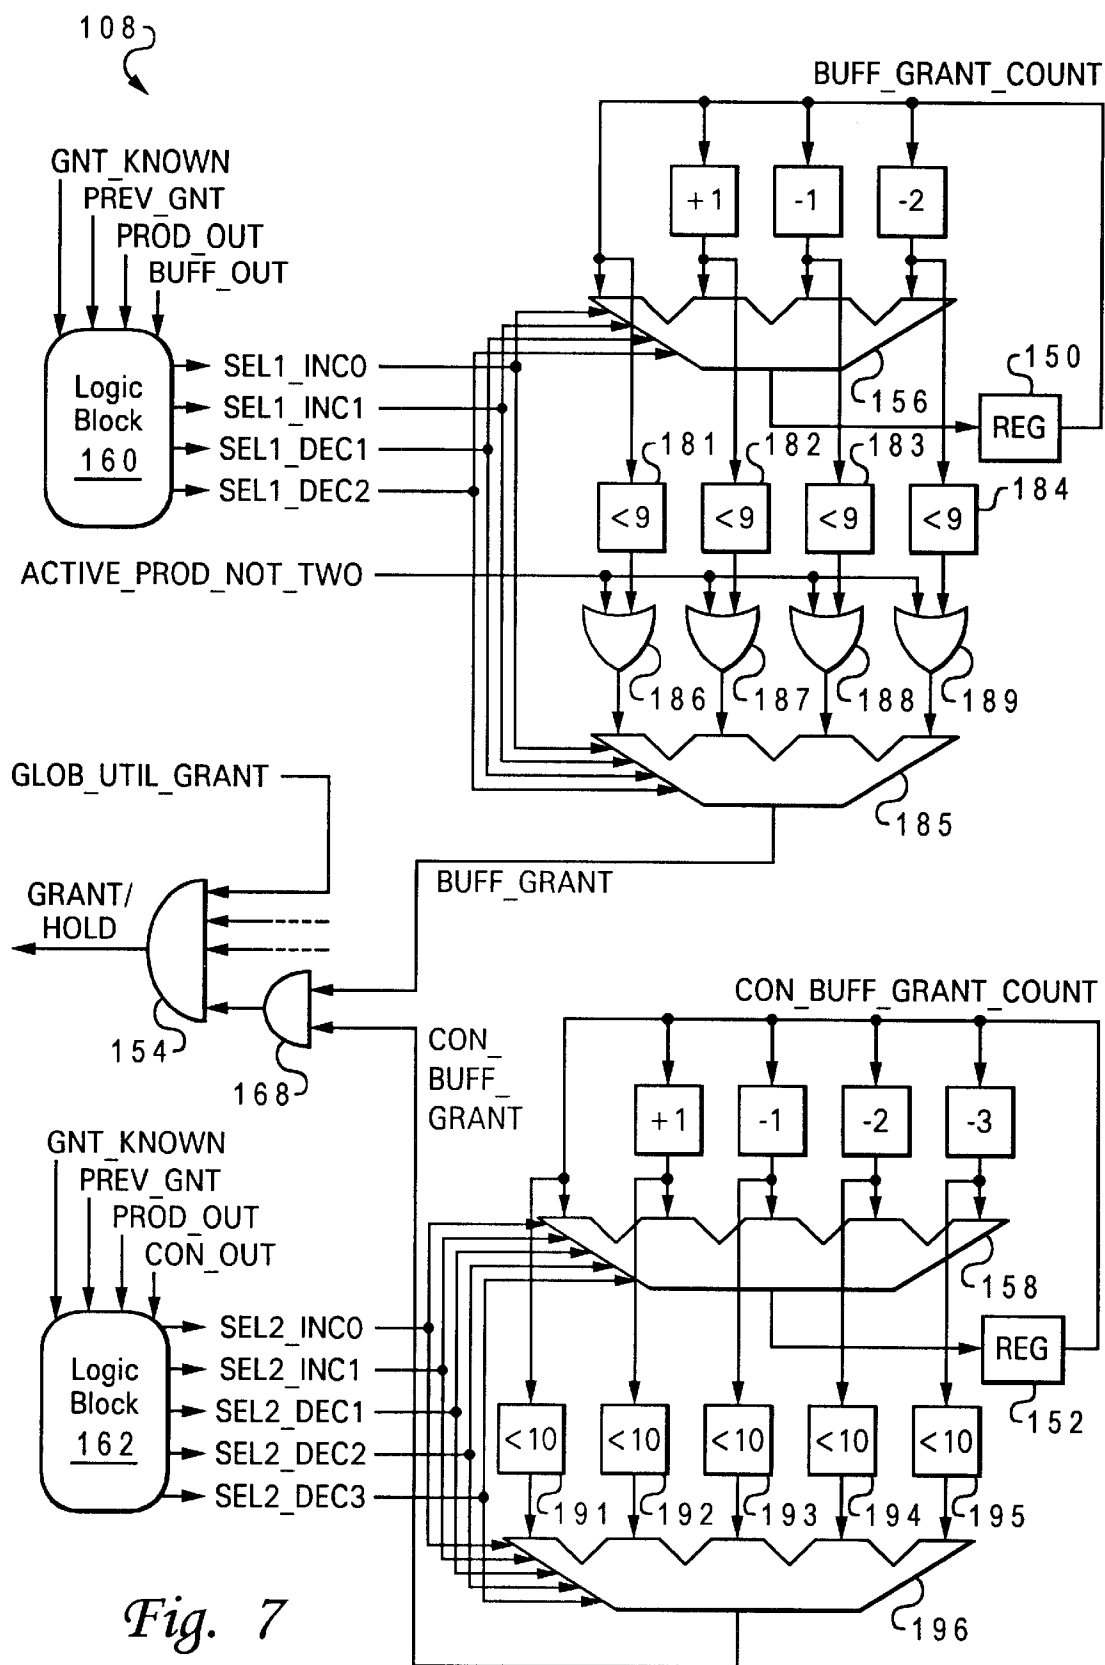 108
BUFF_GRANT_COUNT
GNT_KNOWN
PREV_GNT
PROD_OUT
BUFF_OUT
+1
-1
-2
Logic
Block
160
SEL1_INC0
SEL1_INC1
SEL1_DEC1
SEL1_DEC2
156
150
REG
181
182
183
184
<9
<9
<9
<9
ACTIVE_PROD_NOT_TWO
186
187
188
189
185
GLOB_UTIL_GRANT
BUFF_GRANT
GRANT/
HOLD
154
168
CON_
BUFF_
GRANT
CON_BUFF_GRANT_COUNT
+1
-1
-2
-3
GNT_KNOWN
PREV_GNT
PROD_OUT
CON_OUT
Logic
Block
162
SEL2_INC0
SEL2_INC1
SEL2_DEC1
SEL2_DEC2
SEL2_DEC3
158
REG
152
<10
<10
<10
<10
<10
191
192
193
194
195
196
Fig. 7